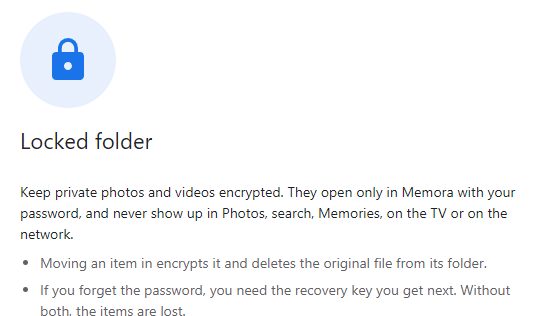 Locked folder
Keep private photos and videos encrypted. They open only in Memora with your
password, and never show up in Photos, search, Memories, on the TV or on the
network.
• Moving an item in encrypts it and deletes the original file from its folder.
• If you forget the password, you need the recovery key you get next. Without
both, the items are lost.